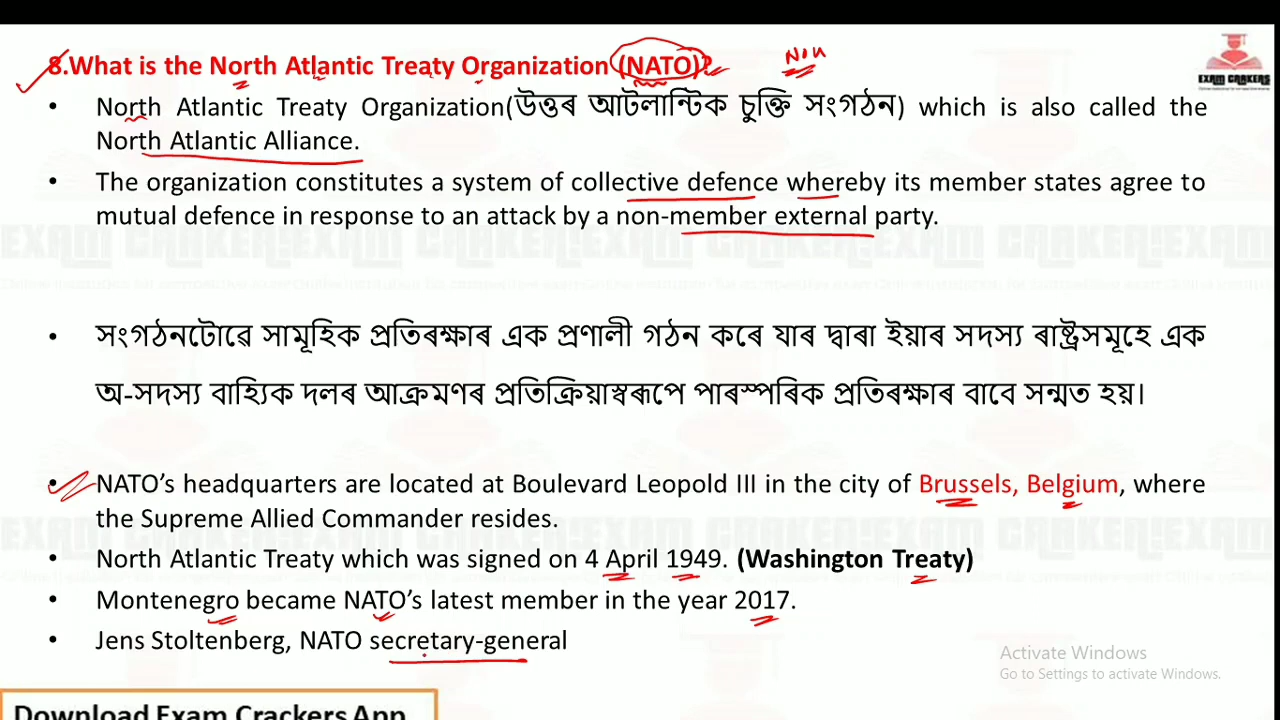 8.What is the North Atlantic Treaty Organization (NATO)?
Non
EXAM CRAKERS
• North Atlantic Treaty Organization(উত্তৰ আটলাণ্টিক চুক্তি সংগঠন) which is also called the
North Atlantic Alliance.
• The organization constitutes a system of collective defence whereby its member states agree to
mutual defence in response to an attack by a non-member external party.
• সংগঠনটোৱে সামূহিক প্ৰতিৰক্ষাৰ এক প্ৰণালী গঠন কৰে যাৰ দ্বাৰা ইয়াৰ সদস্য ৰাষ্ট্ৰসমূহে এক
অ-সদস্য বাহ্যিক দলৰ আক্ৰমণৰ প্ৰতিক্ৰিয়াস্বৰূপে পাৰস্পৰিক প্ৰতিৰক্ষাৰ বাবে সন্মত হয়।
• NATO’s headquarters are located at Boulevard Leopold III in the city of Brussels, Belgium, where
the Supreme Allied Commander resides.
• North Atlantic Treaty which was signed on 4 April 1949. (Washington Treaty)
• Montenegro became NATO’s latest member in the year 2017.
• Jens Stoltenberg, NATO secretary-general
Activate Windows
Go to Settings to activate Windows.
Download Exam Crackers App